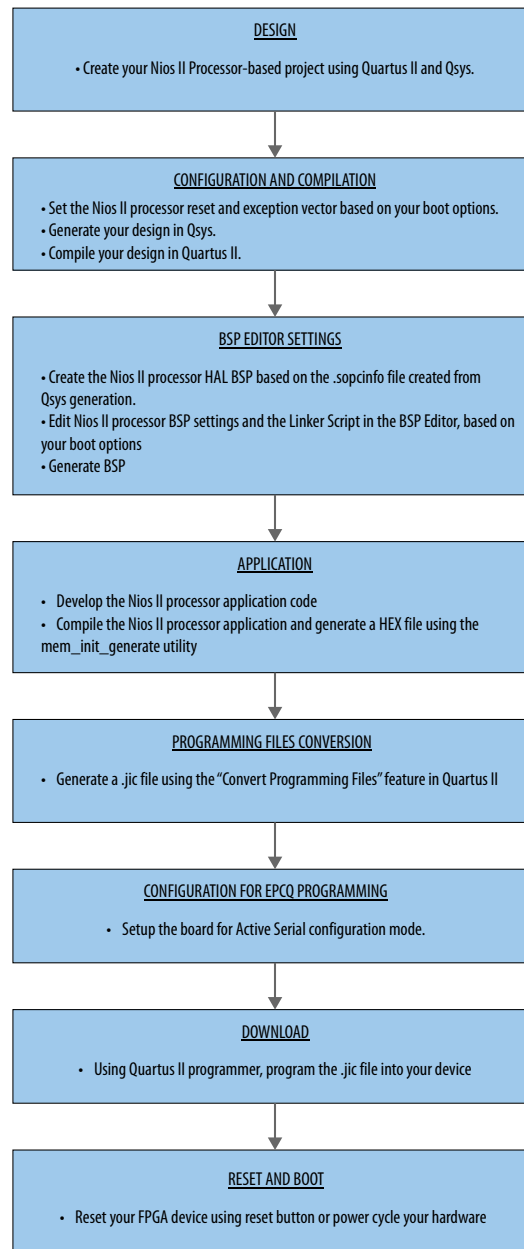 DESIGN
• Create your Nios II Processor-based project using Quartus II and Qsys.
CONFIGURATION AND COMPILATION
• Set the Nios II processor reset and exception vector based on your boot options.
• Generate your design in Qsys.
• Compile your design in Quartus II.
BSP EDITOR SETTINGS
• Create the Nios II processor HAL BSP based on the .sopcinfo file created from
Qsys generation.
• Edit Nios II processor BSP settings and the Linker Script in the BSP Editor, based on
your boot options
• Generate BSP
APPLICATION
• Develop the Nios II processor application code
• Compile the Nios II processor application and generate a HEX file using the
mem_init_generate utility
PROGRAMMING FILES CONVERSION
• Generate a .jic file using the “Convert Programming Files” feature in Quartus II
CONFIGURATION FOR EPCQ PROGRAMMING
• Setup the board for Active Serial configuration mode.
DOWNLOAD
• Using Quartus II programmer, program the .jic file into your device
RESET AND BOOT
• Reset your FPGA device using reset button or power cycle your hardware